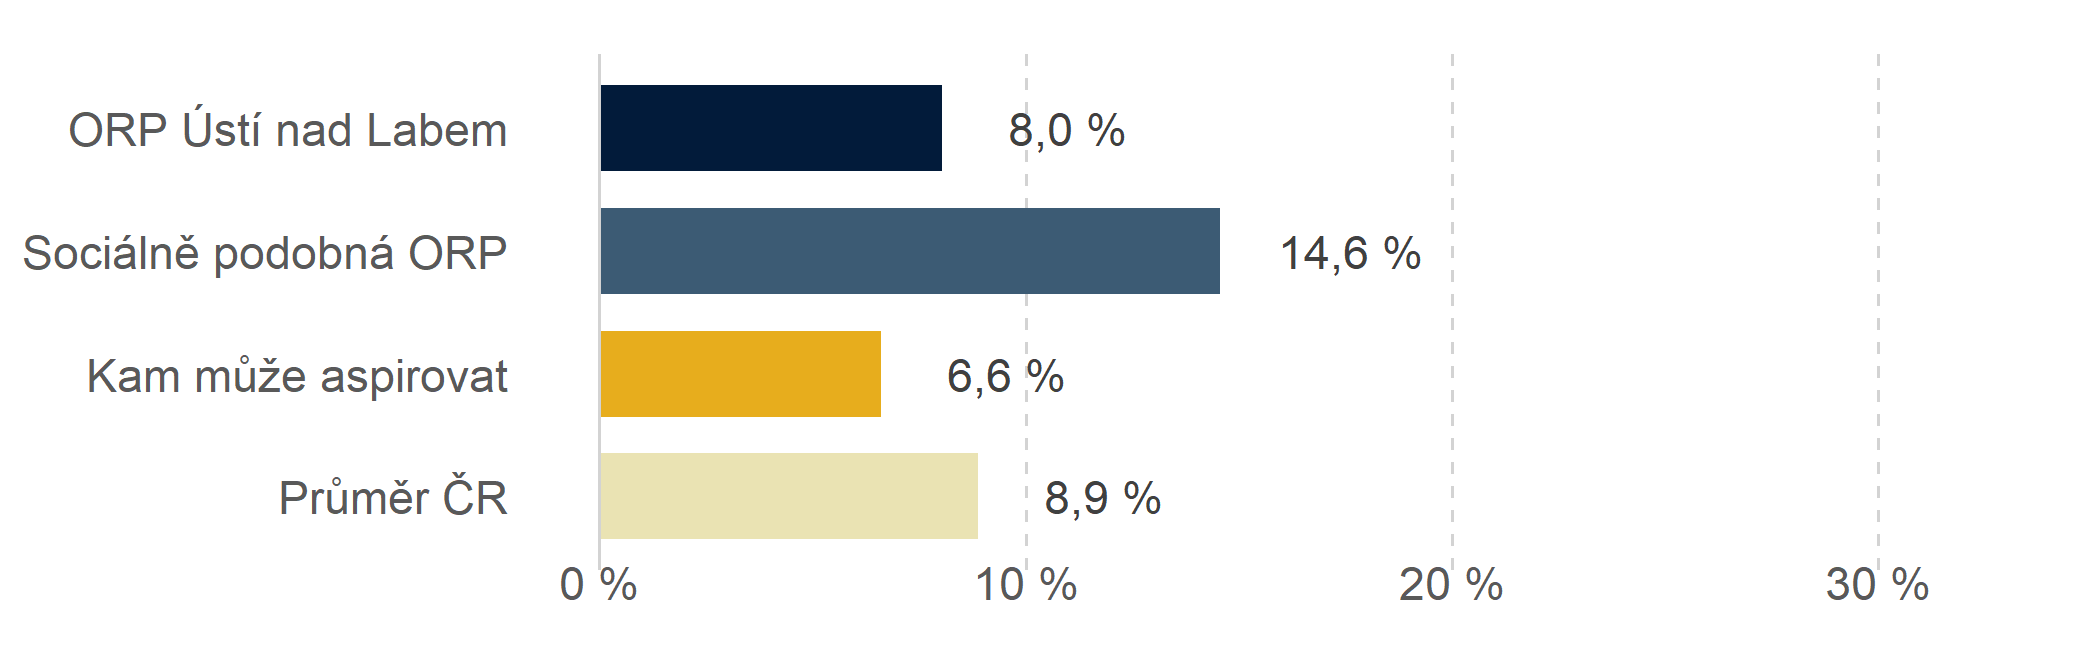 ORP Ústí nad Labem 8,0 %
Sociálně podobná ORP 14,6 %
Kam může aspirovat 6,6 %
Průměr ČR 8,9 %
0 % 10 % 20 % 30 %